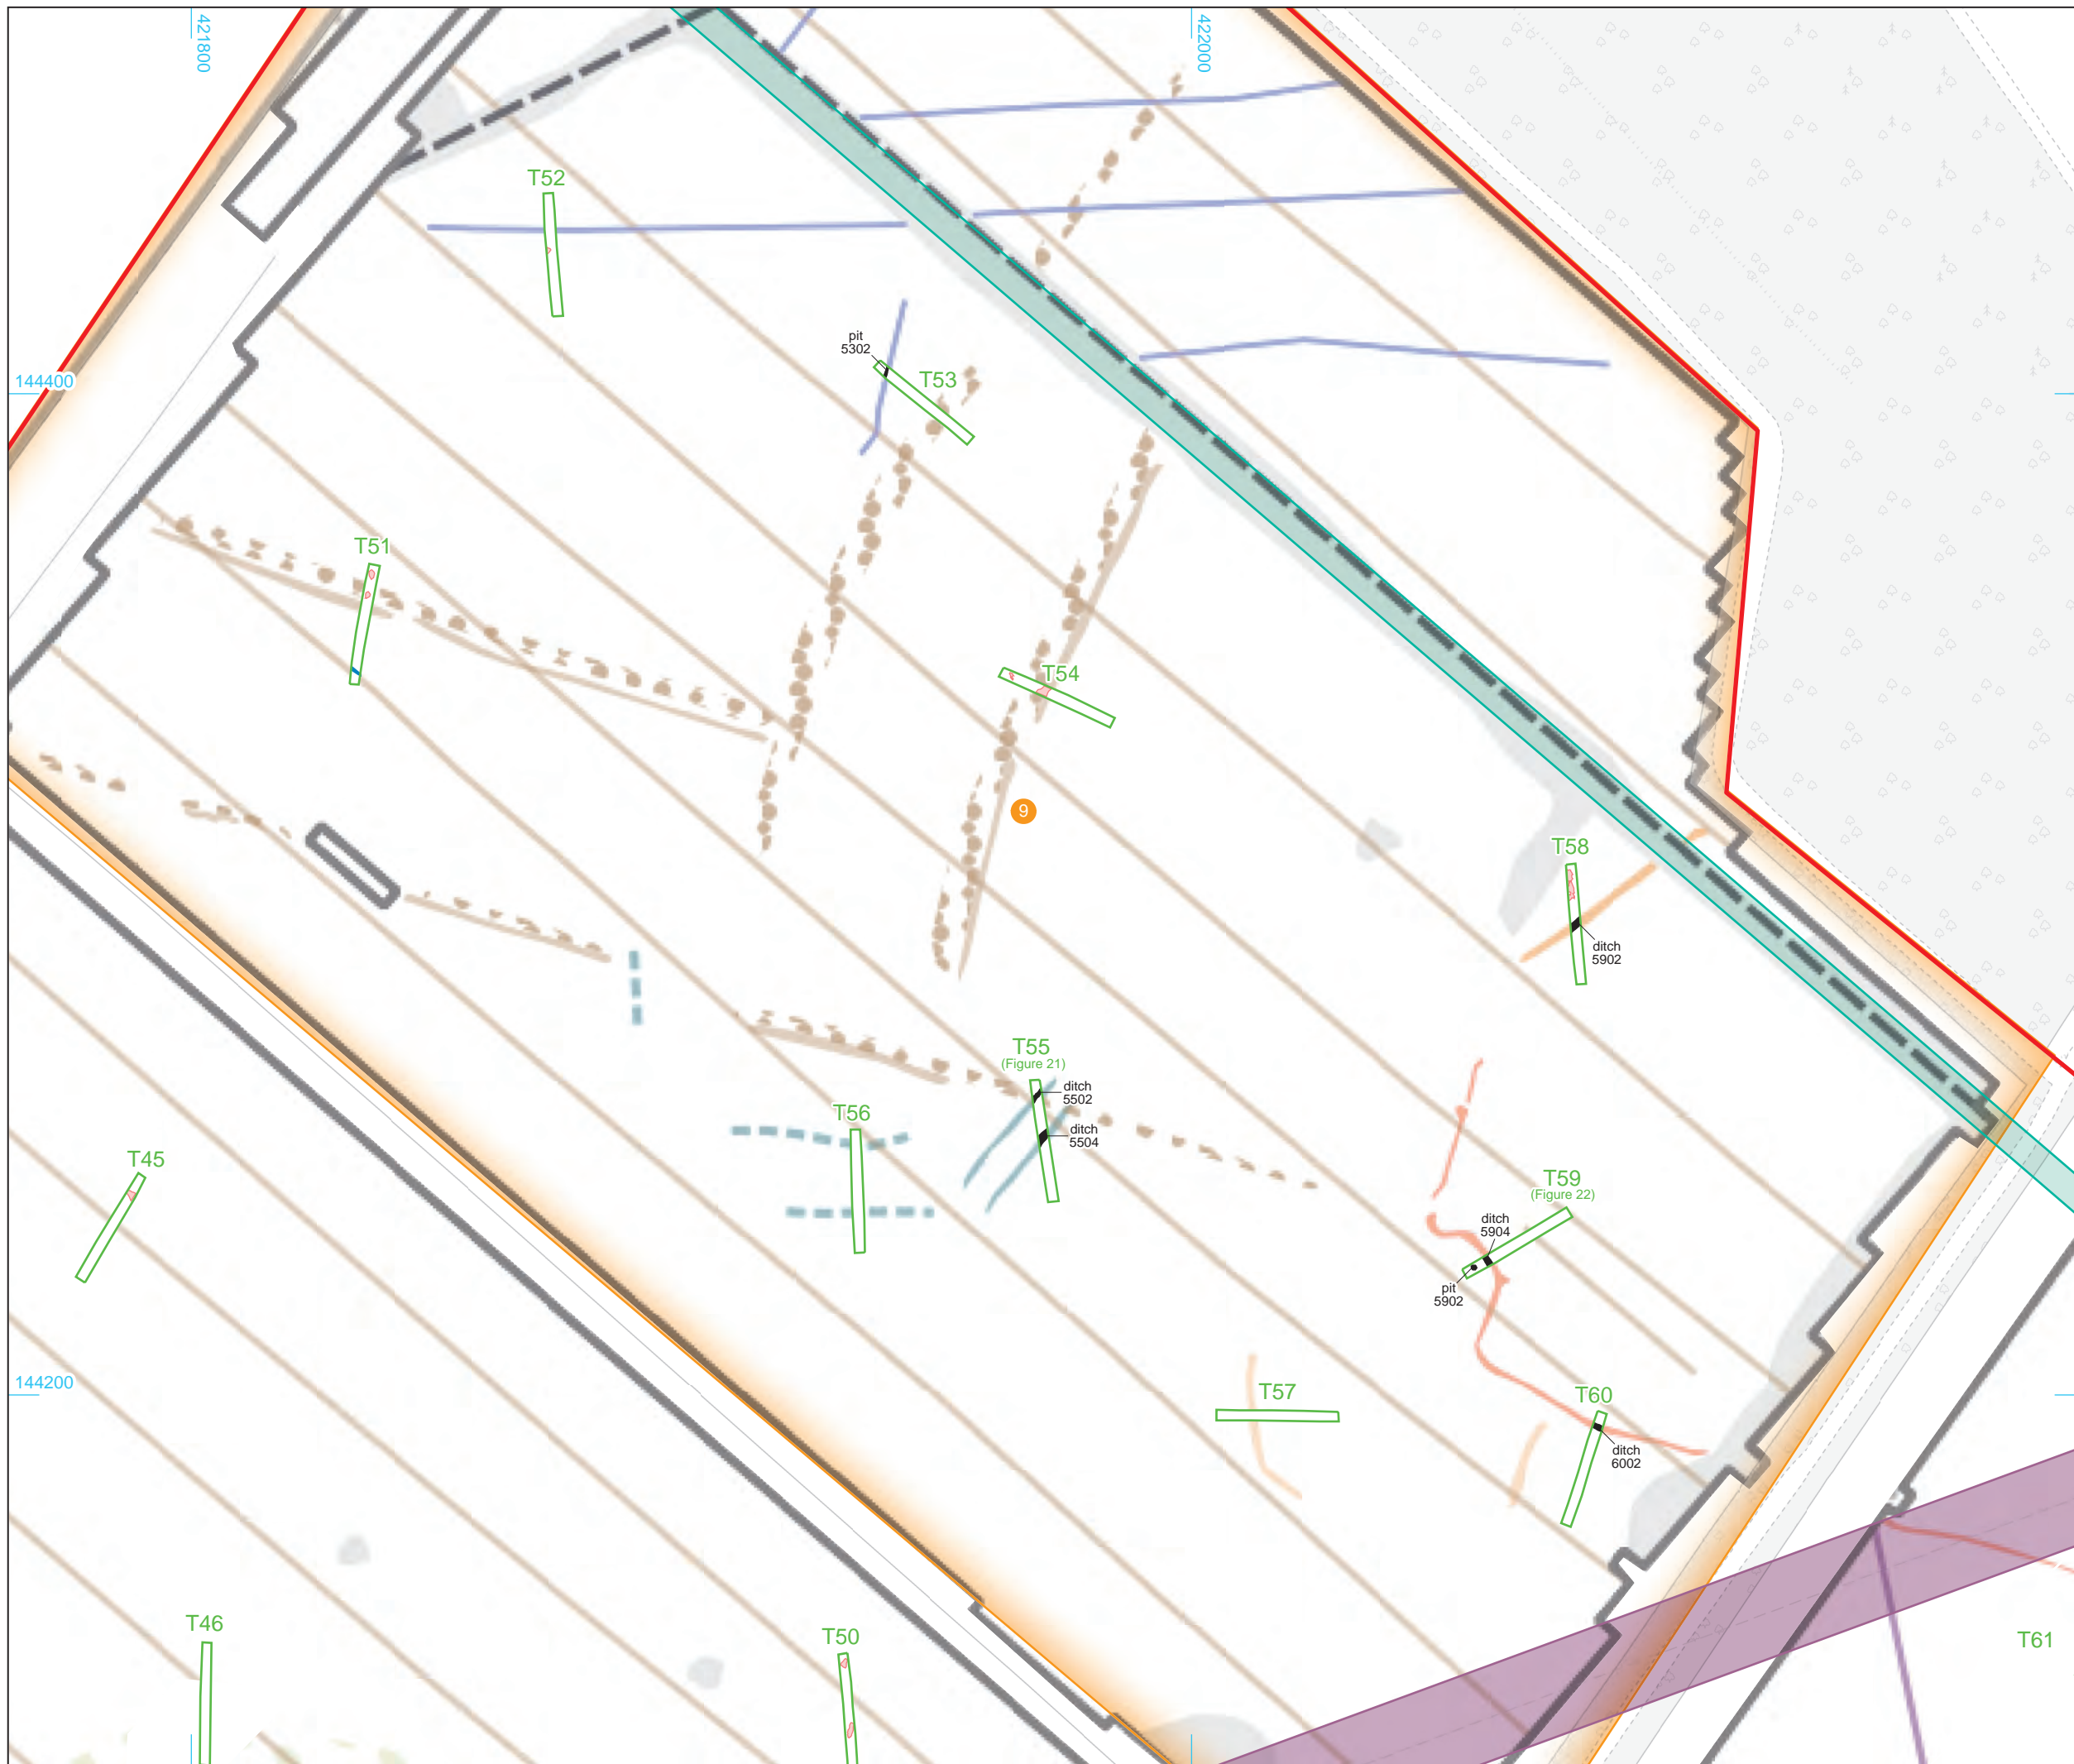 421800
422000
T52
144400
pit
5302
T53
T51
T54
9
T58
ditch
5902
T55
(Figure 21)
ditch
5502
T56
ditch
5504
T45
T59
(Figure 22)
ditch
5904
pit
5902
144200
T57
T60
ditch
6002
T46
T50
T61